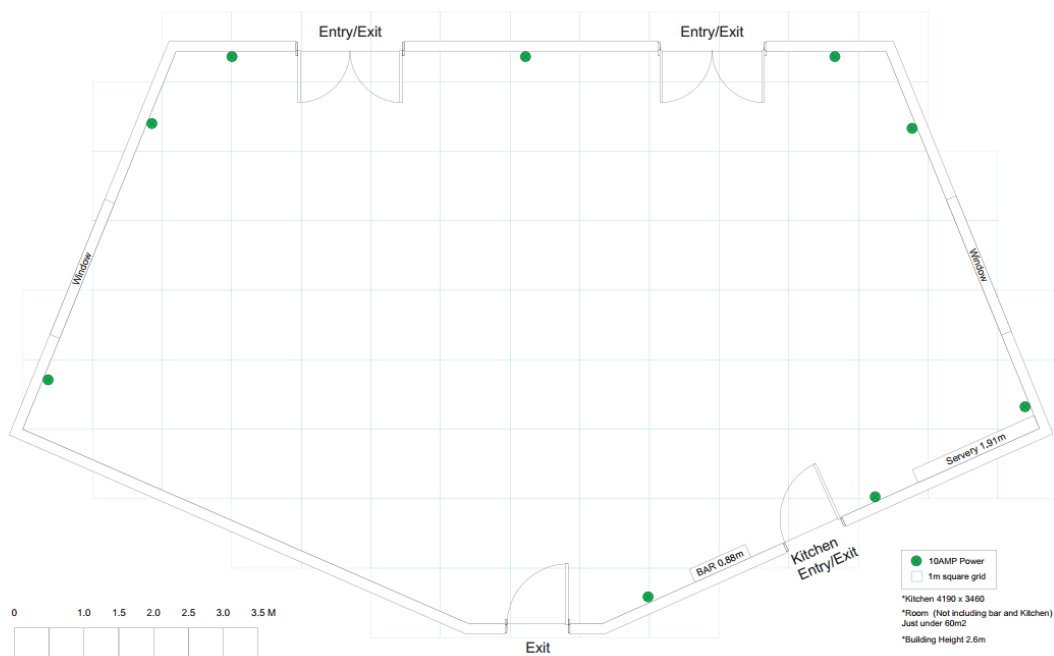 Entry/Exit
Entry/Exit
Window
Window
Servery 1.91m
Kitchen
Entry/Exit
BAR 0.88m
Exit
10AMP Power
1m square grid
*Kitchen 4190 x 3460
*Room (Not including bar and Kitchen)
Just under 60m2
*Building Height 2.6m
0 1.0 1.5 2.0 2.5 3.0 3.5 M